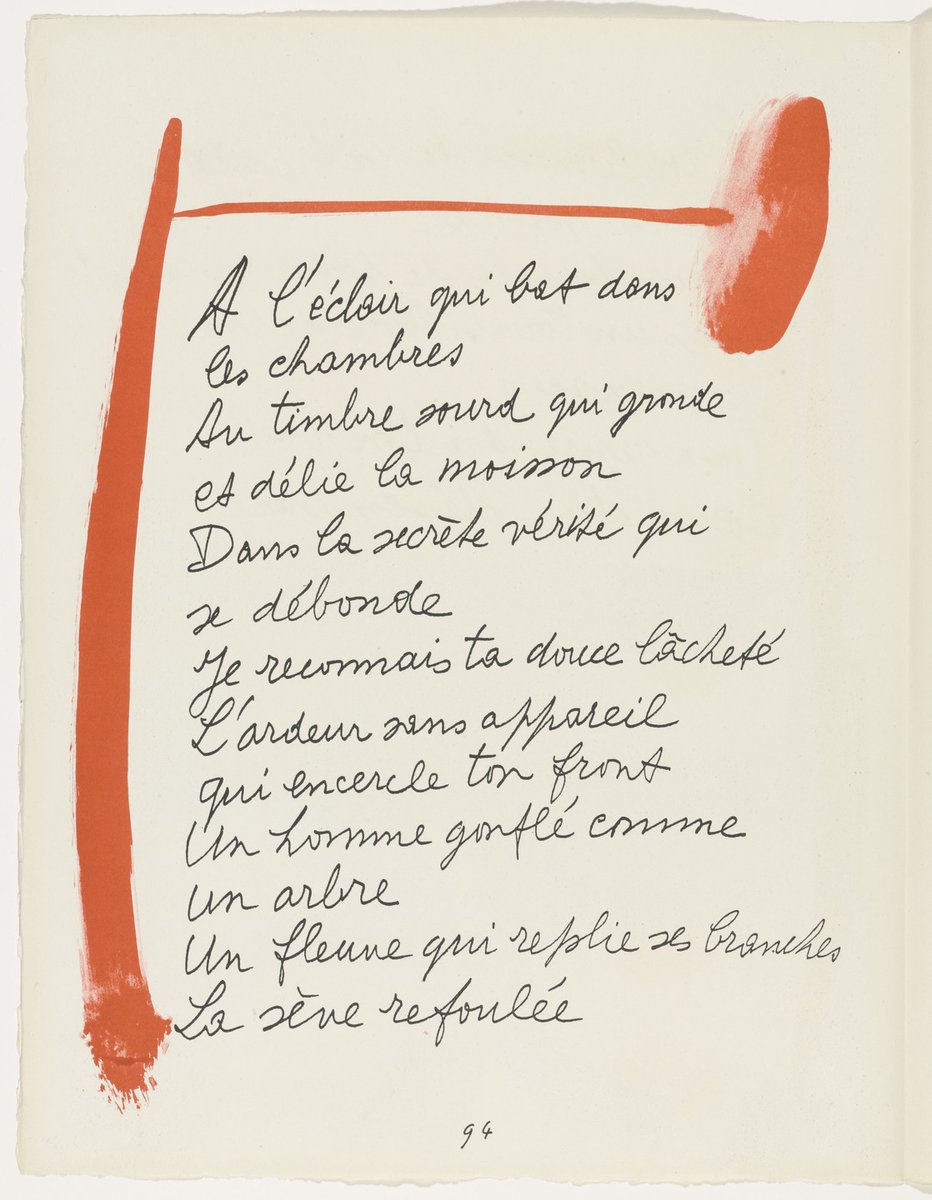 A l'éclair qui bat dans
les chambres
Au timbre sourd qui gronde
et délie la moisson
Dans la secrète vérité qui
se débonde
Je reconnais ta douce lâcheté
L'ardeur sans appareil
qui encercle ton front
Un homme gonflé comme
un arbre
Un fleuve qui replie ses branches
La sève refoulée
94